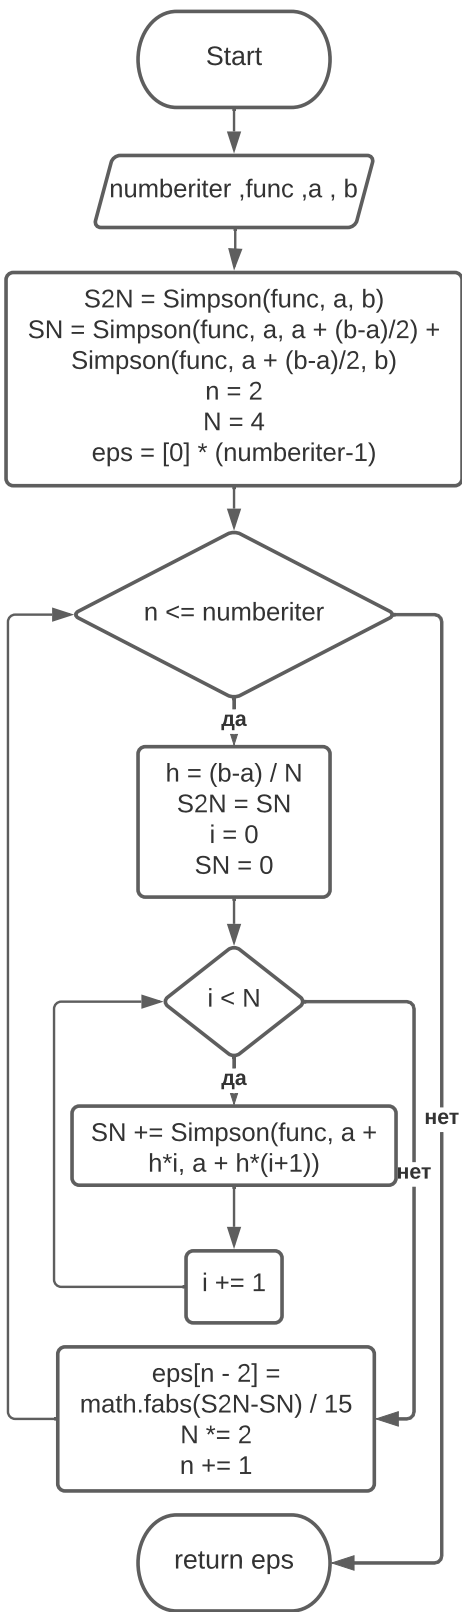 Start
numberiter ,func ,a , b
S2N = Simpson(func, a, b)
SN = Simpson(func, a, a + (b-a)/2) +
Simpson(func, a + (b-a)/2, b)
n = 2
N = 4
eps = [0] * (numberiter-1)
n <= numberiter
да
h = (b-a) / N
S2N = SN
i = 0
SN = 0
i < N
да
нет
SN += Simpson(func, a +
h*i, a + h*(i+1))
нет
i += 1
eps[n - 2] =
math.fabs(S2N-SN) / 15
N *= 2
n += 1
return eps